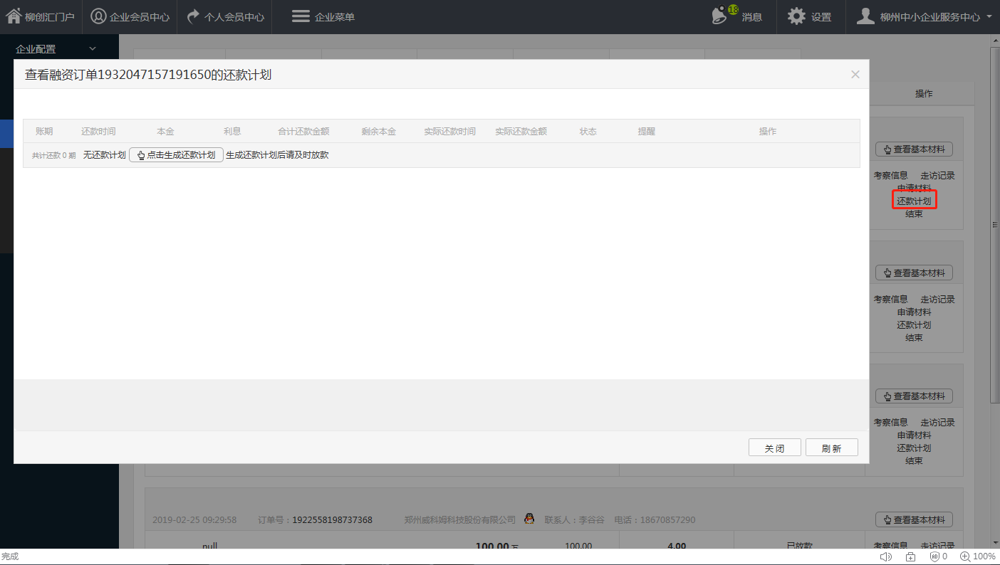 柳创汇门户 企业会员中心 个人会员中心 企业菜单 18 消息 设置 柳州中小企业服务中心
企业配置
查看融资订单1932047157191650的还款计划
操作
账期 还款时间 本金 利息 合计还款金额 剩余本金 实际还款时间 实际还款金额 状态 提醒 操作
共计还款 0 期 无还款计划 点击生成还款计划 生成还款计划后请及时放款
查看基本材料
考察信息 走访记录
申请材料
还款计划
结束
查看基本材料
考察信息 走访记录
申请材料
还款计划
结束
查看基本材料
考察信息 走访记录
申请材料
还款计划
结束
关 闭 刷 新
2019-02-25 09:29:58 订单号：1922558198737368 郑州威科姆科技股份有限公司 联系人：李谷谷 电话：18670857290 查看基本材料
null 100.00 万 100.00 4.00 已放款 考察信息 走访记录
完成 0 100%